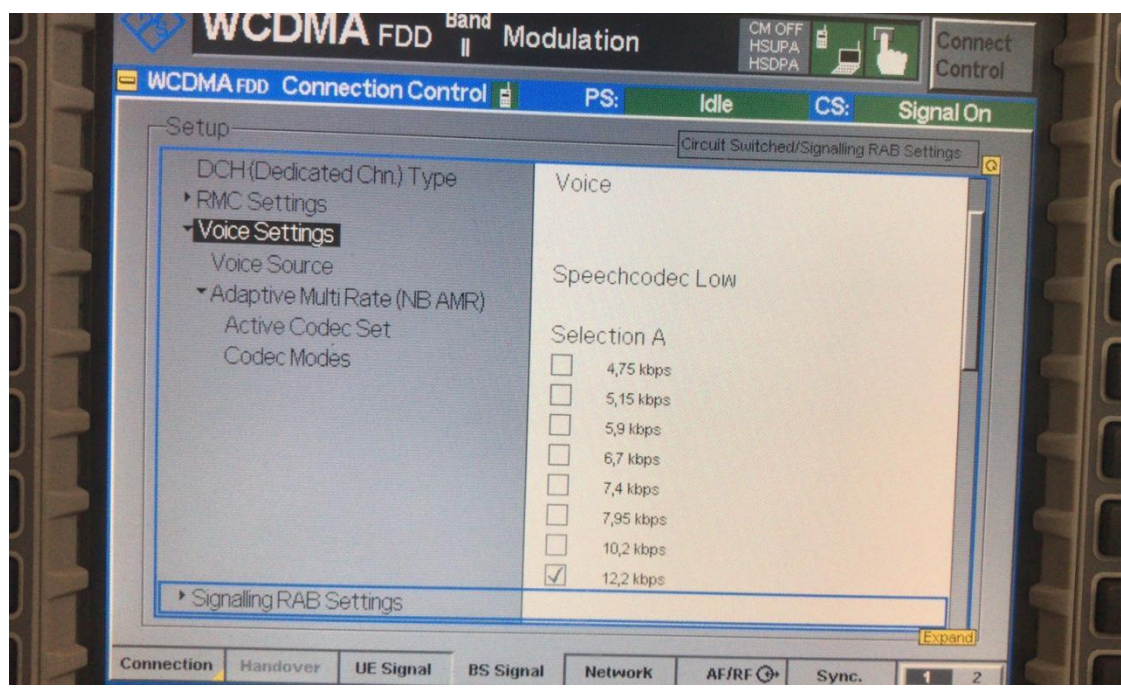 WCDMA FDD Band II Modulation
CM OFF
HSUPA
HSDPA
Connect
Control
WCDMA FDD Connection Control PS: Idle CS: Signal On
Setup
Circuit Switched/Signalling RAB Settings
DCH (Dedicated Chn.) Type
RMC Settings
Voice Settings
Voice Source
Adaptive Multi Rate (NB AMR)
Active Codec Set
Codec Modes
Signalling RAB Settings
Voice
Speechcodec Low
Selection A
4,75 kbps
5,15 kbps
5,9 kbps
6,7 kbps
7,4 kbps
7,95 kbps
10,2 kbps
12,2 kbps
Expand
Connection Handover UE Signal BS Signal Network AF/RF Sync. 1 2